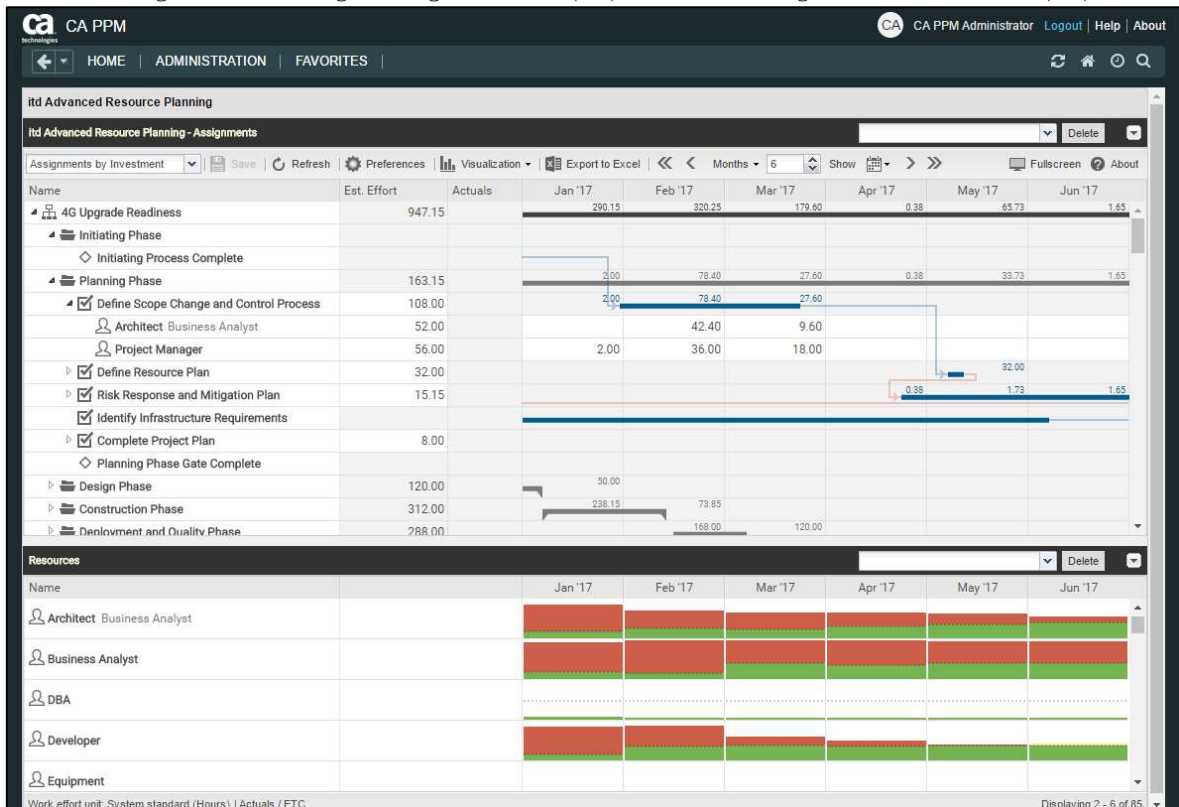 ca technologies CA PPM CA CA PPM Administrator Logout | Help | About
HOME | ADMINISTRATION | FAVORITES |
itd Advanced Resource Planning
itd Advanced Resource Planning - Assignments Delete
Assignments by Investment Save Refresh Preferences Visualization Export to Excel Months 6 Show Fullscreen About
Name Est. Effort Actuals Jan '17 Feb '17 Mar '17 Apr '17 May '17 Jun '17
4G Upgrade Readiness 947.15 290.15 320.25 179.60 0.38 65.73 1.65
Initiating Phase
Initiating Process Complete
Planning Phase 163.15 2.00 78.40 27.60 0.38 33.73 1.65
Define Scope Change and Control Process 108.00 2.00 78.40 27.60
Architect Business Analyst 52.00 42.40 9.60
Project Manager 56.00 2.00 36.00 18.00
Define Resource Plan 32.00 32.00
Risk Response and Mitigation Plan 15.15 0.38 1.73 1.65
Identify Infrastructure Requirements
Complete Project Plan 8.00
Planning Phase Gate Complete
Design Phase 120.00 50.00
Construction Phase 312.00 238.15 73.85
Deployment and Quality Phase 288.00 168.00 120.00
Resources Delete
Name Jan '17 Feb '17 Mar '17 Apr '17 May '17 Jun '17
Architect Business Analyst
Business Analyst
DBA
Developer
Equipment
Work effort unit: System standard (Hours) | Actuals / ETC Displaying 2 - 6 of 85